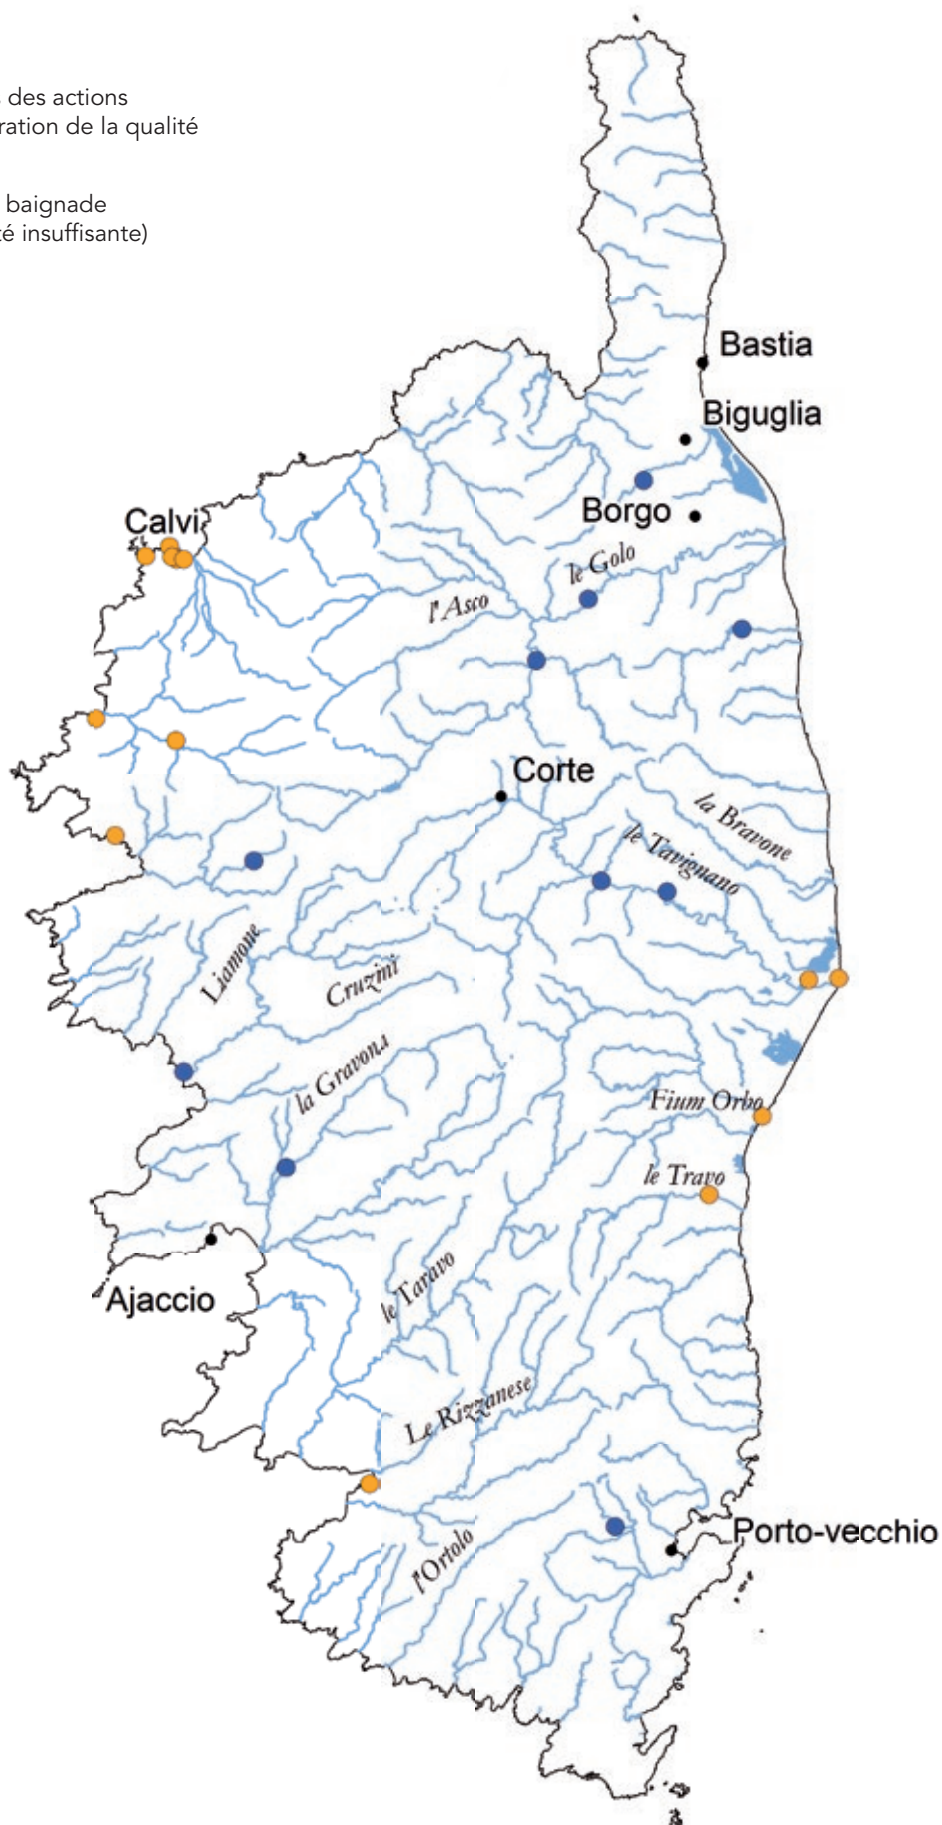 des actions
ration de la qualité
baignade
té insuffisante)
Bastia
Biguglia
Borgo
Calvi
le Golo
l'Asco
Corte
la Bravone
le Tavignano
Liamone
Cruzini
la Gravona
Fium Orbo
le Travo
Ajaccio
le Taravo
Le Rizzanese
l'Ortolo
Porto-vecchio